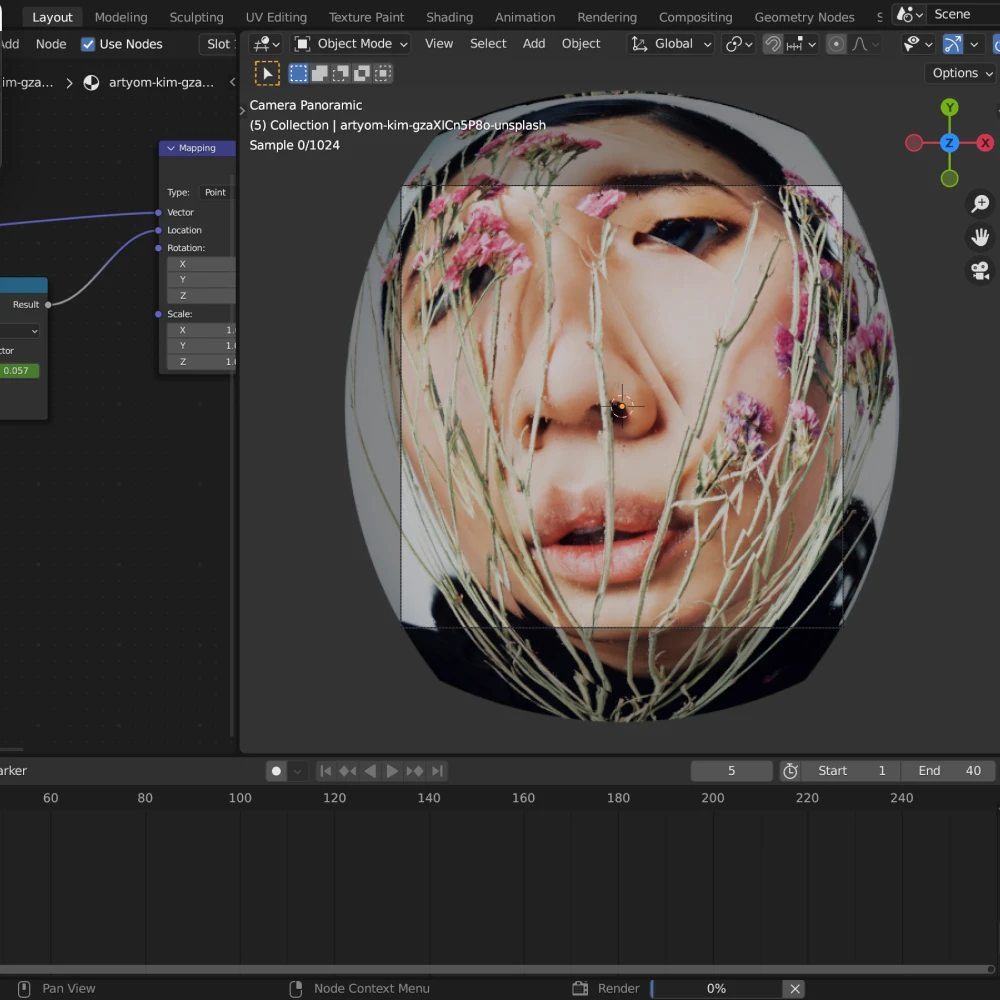 Layout Modeling Sculpting UV Editing Texture Paint Shading Animation Rendering Compositing Geometry Nodes S Scene
Add Node Use Nodes Slot Object Mode View Select Add Object Global
im-gza... artyom-kim-gza... Options
Camera Panoramic
(5) Collection | artyom-kim-gzaXICn5P8o-unsplash
Sample 0/1024
Y
X
Z
Mapping
Type: Point
Vector
Location
Rotation:
X
Y
Z
Scale:
X 1.
Y 1.
Z 1.
Result
ctor
0.057
arker 5 Start 1 End 40
60 80 100 120 140 160 180 200 220 240
Pan View Node Context Menu Render 0%